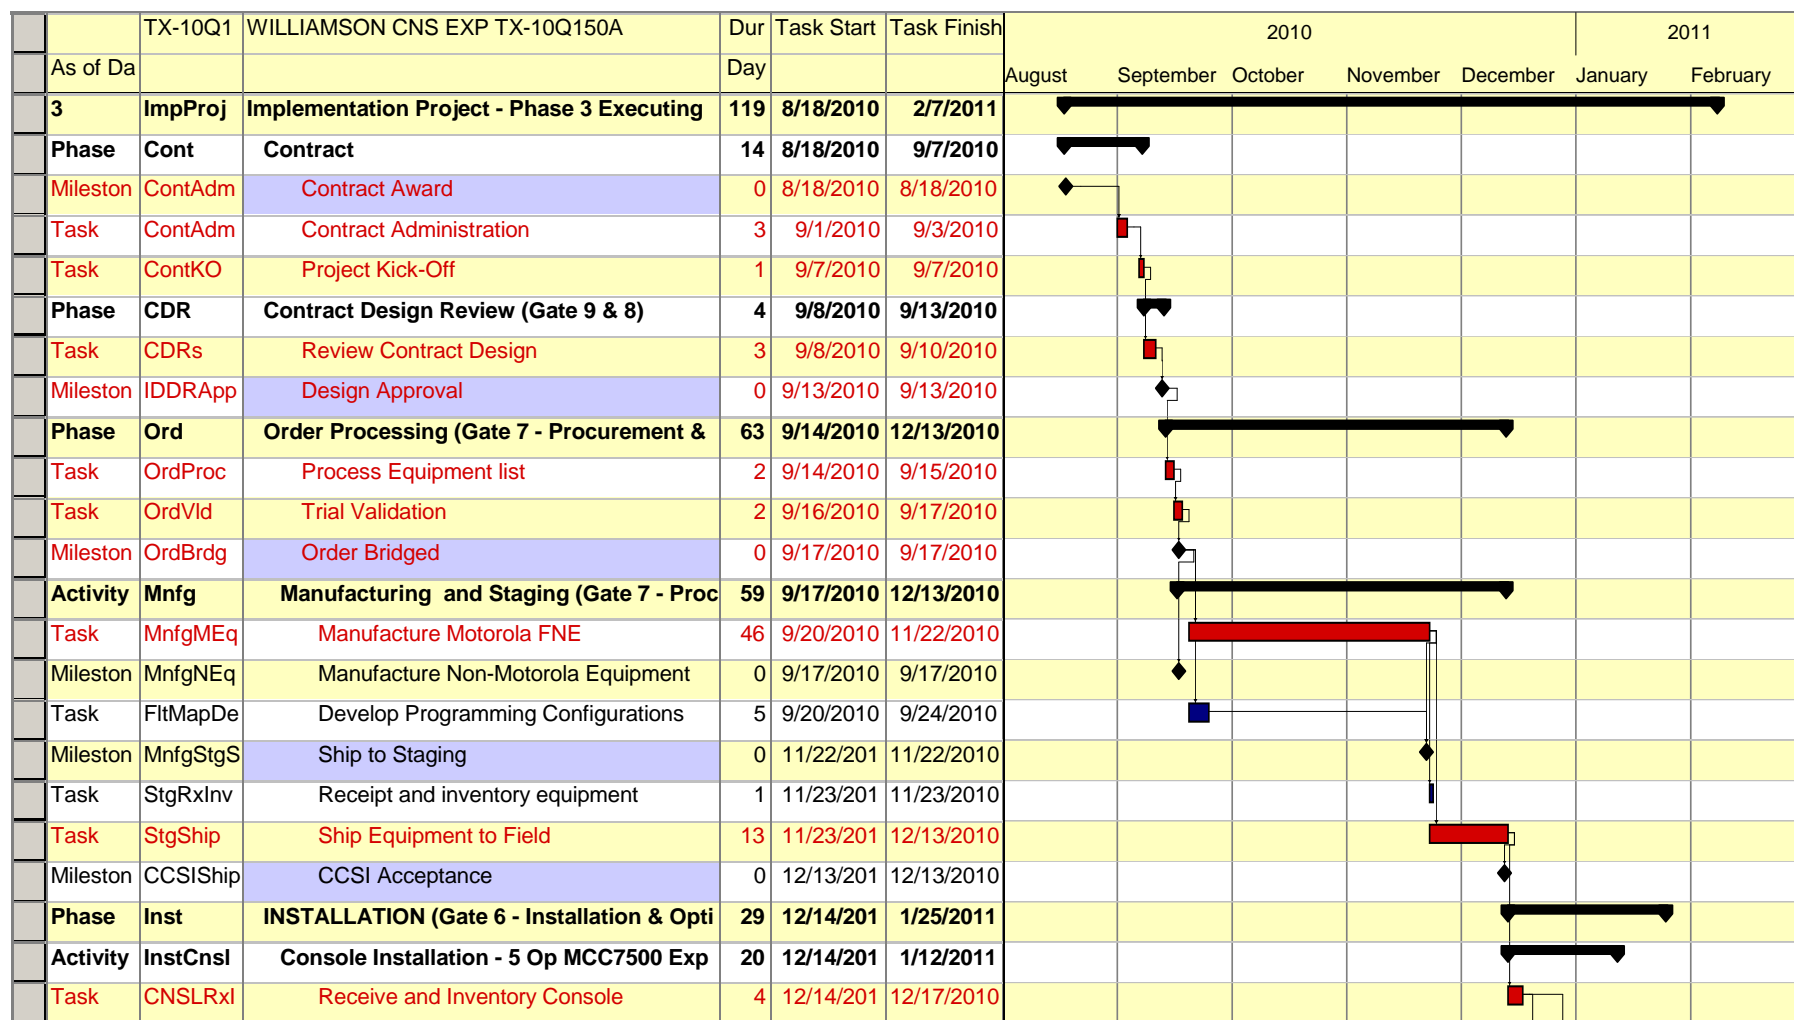 TX-10Q1 WILLIAMSON CNS EXP TX-10Q150A Dur Task Start Task Finish 2010 2011
As of Da Day August September October November December January February
3 ImpProj Implementation Project - Phase 3 Executing 119 8/18/2010 2/7/2011
Phase Cont Contract 14 8/18/2010 9/7/2010
Mileston ContAdm Contract Award 0 8/18/2010 8/18/2010
Task ContAdm Contract Administration 3 9/1/2010 9/3/2010
Task ContKO Project Kick-Off 1 9/7/2010 9/7/2010
Phase CDR Contract Design Review (Gate 9 & 8) 4 9/8/2010 9/13/2010
Task CDRs Review Contract Design 3 9/8/2010 9/10/2010
Mileston IDDRApp Design Approval 0 9/13/2010 9/13/2010
Phase Ord Order Processing (Gate 7 - Procurement & 63 9/14/2010 12/13/2010
Task OrdProc Process Equipment list 2 9/14/2010 9/15/2010
Task OrdVld Trial Validation 2 9/16/2010 9/17/2010
Mileston OrdBrdg Order Bridged 0 9/17/2010 9/17/2010
Activity Mnfg Manufacturing and Staging (Gate 7 - Proc 59 9/17/2010 12/13/2010
Task MnfgMEq Manufacture Motorola FNE 46 9/20/2010 11/22/2010
Mileston MnfgNEq Manufacture Non-Motorola Equipment 0 9/17/2010 9/17/2010
Task FltMapDe Develop Programming Configurations 5 9/20/2010 9/24/2010
Mileston MnfgStgS Ship to Staging 0 11/22/201 11/22/2010
Task StgRxInv Receipt and inventory equipment 1 11/23/201 11/23/2010
Task StgShip Ship Equipment to Field 13 11/23/201 12/13/2010
Mileston CCSIShip CCSI Acceptance 0 12/13/201 12/13/2010
Phase Inst INSTALLATION (Gate 6 - Installation & Opti 29 12/14/201 1/25/2011
Activity InstCnsl Console Installation - 5 Op MCC7500 Exp 20 12/14/201 1/12/2011
Task CNSLRxI Receive and Inventory Console 4 12/14/201 12/17/2010